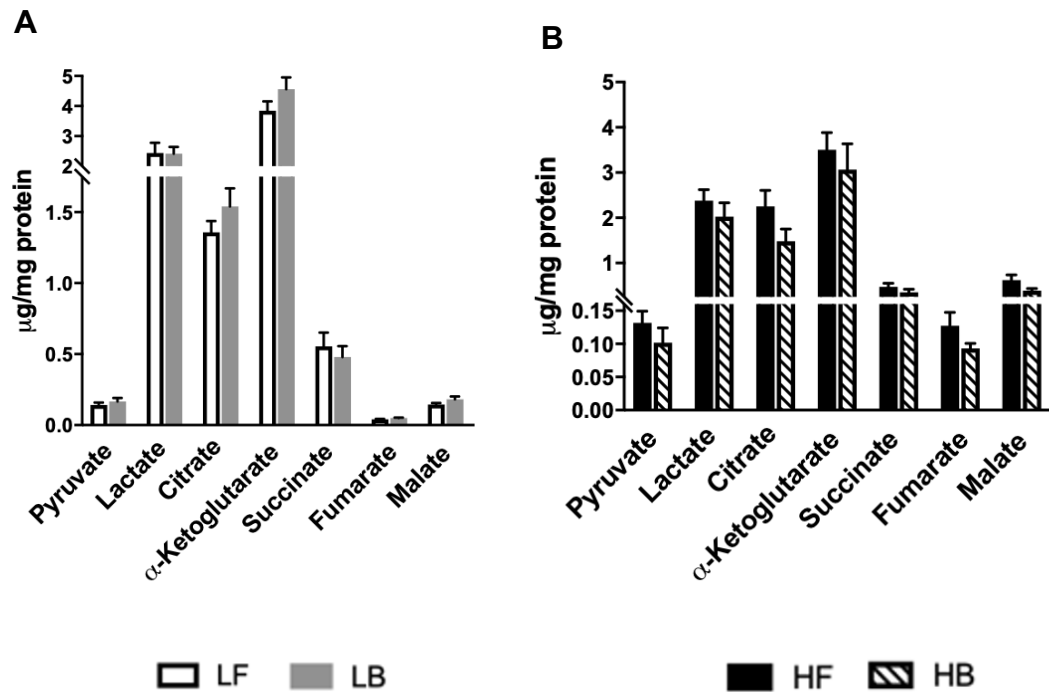 A
μg/mg protein
5
4
3
2
1.5
1.0
0.5
0.0
Pyruvate
Lactate
Citrate
α-Ketoglutarate
Succinate
Fumarate
Malate
LF
LB
B
μg/mg protein
5
4
3
2
1
0.15
0.10
0.05
0.00
Pyruvate
Lactate
Citrate
α-Ketoglutarate
Succinate
Fumarate
Malate
HF
HB